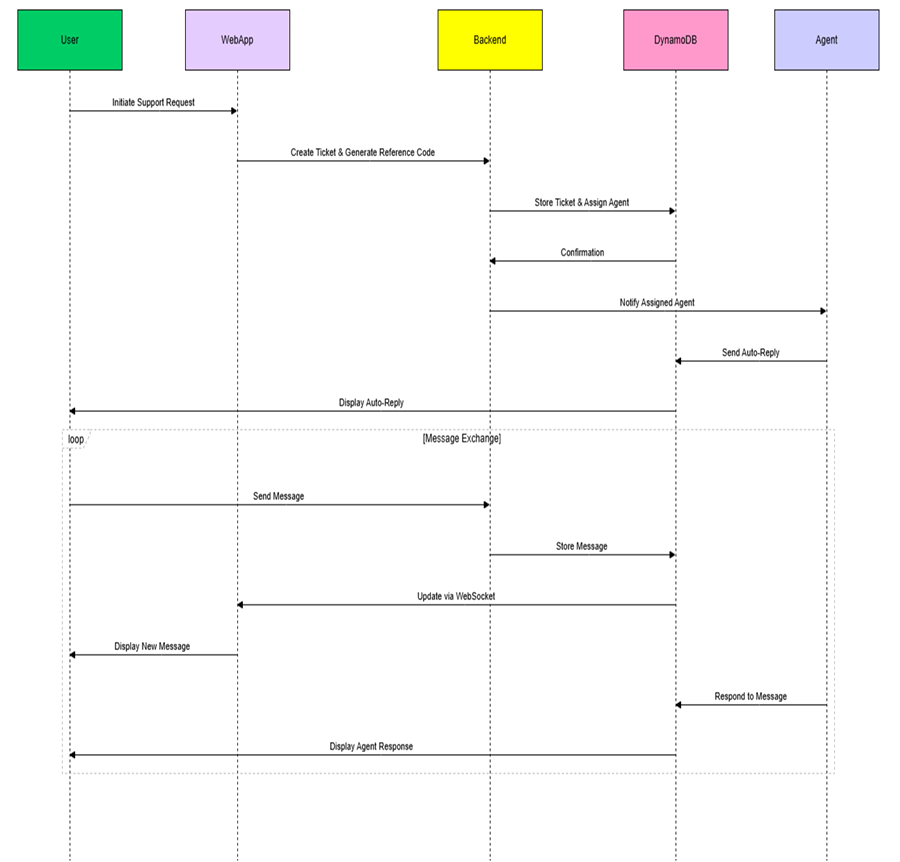 User
WebApp
Backend
DynamoDB
Agent
Initiate Support Request
Create Ticket & Generate Reference Code
Store Ticket & Assign Agent
Confirmation
Notify Assigned Agent
Send Auto-Reply
Display Auto-Reply
loop
[Message Exchange]
Send Message
Store Message
Update via WebSocket
Display New Message
Respond to Message
Display Agent Response